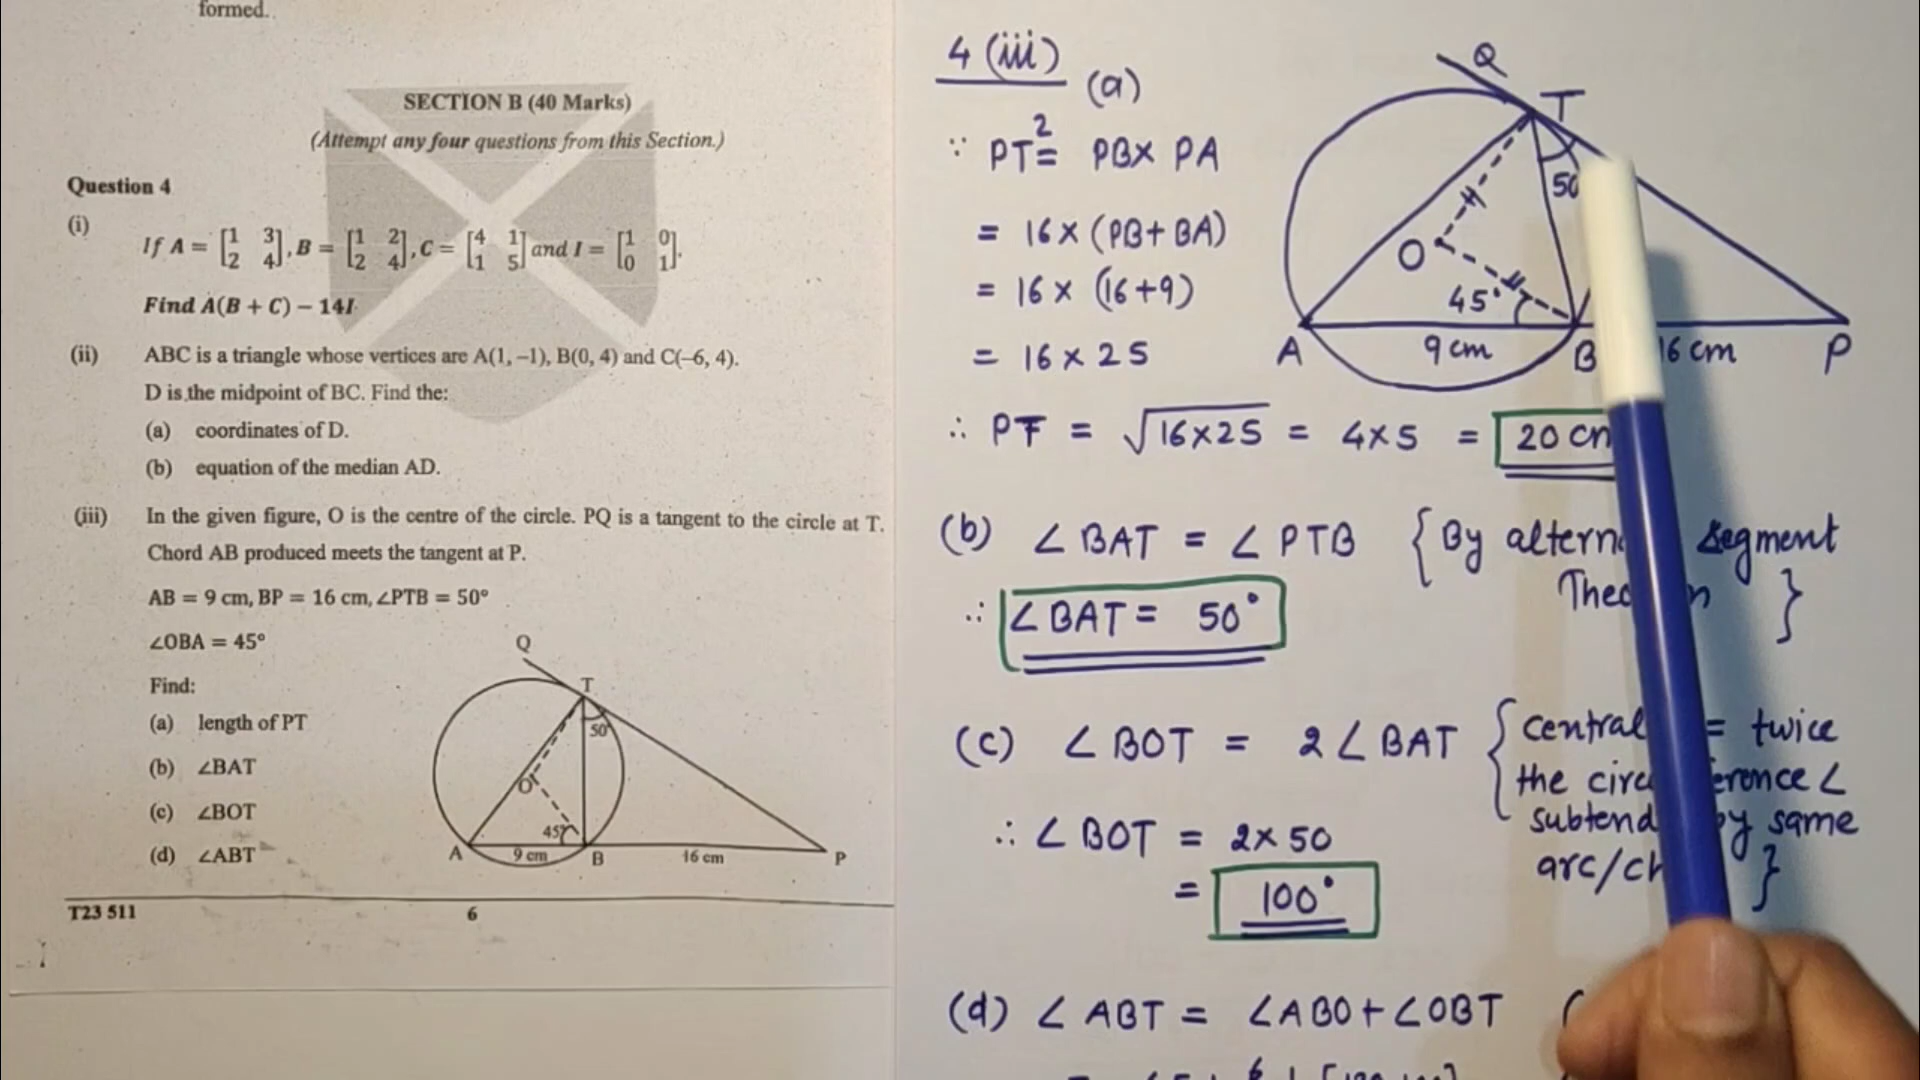 formed.
SECTION B (40 Marks)
(Attempt any four questions from this Section.)
Question 4
(i)
If A = [1 3 2 4], B = [1 2 2 4], C = [4 1 1 5] and I = [1 0 0 1].
Find A(B + C) – 14I
(ii) ABC is a triangle whose vertices are A(1, –1), B(0, 4) and C(–6, 4).
D is the midpoint of BC. Find the:
(a) coordinates of D.
(b) equation of the median AD.
(iii) In the given figure, O is the centre of the circle. PQ is a tangent to the circle at T.
Chord AB produced meets the tangent at P.
AB = 9 cm, BP = 16 cm, ∠PTB = 50°
∠OBA = 45°
Find:
(a) length of PT
(b) ∠BAT
(c) ∠BOT
(d) ∠ABT
Q
T
50°
O
45°
A
9 cm
B
16 cm
P
T23 511
6
4 (iii)
(a)
∵ PT² = PB× PA
= 16 × (PB + BA)
= 16 × (16+9)
= 16 × 25
∴ PT = √16×25 = 4×5 = 20
Q
T
50
O
45°
A
9 cm
B
16 cm
P
(b) ∠BAT = ∠PTB { By segment
}
∴ ∠BAT = 50°
(c) ∠BOT = 2∠BAT { central = twice
the ∠
by same
arc/ }
∴ ∠BOT = 2×50
= 100°
(d) ∠ABT = ∠ABO + ∠OBT (